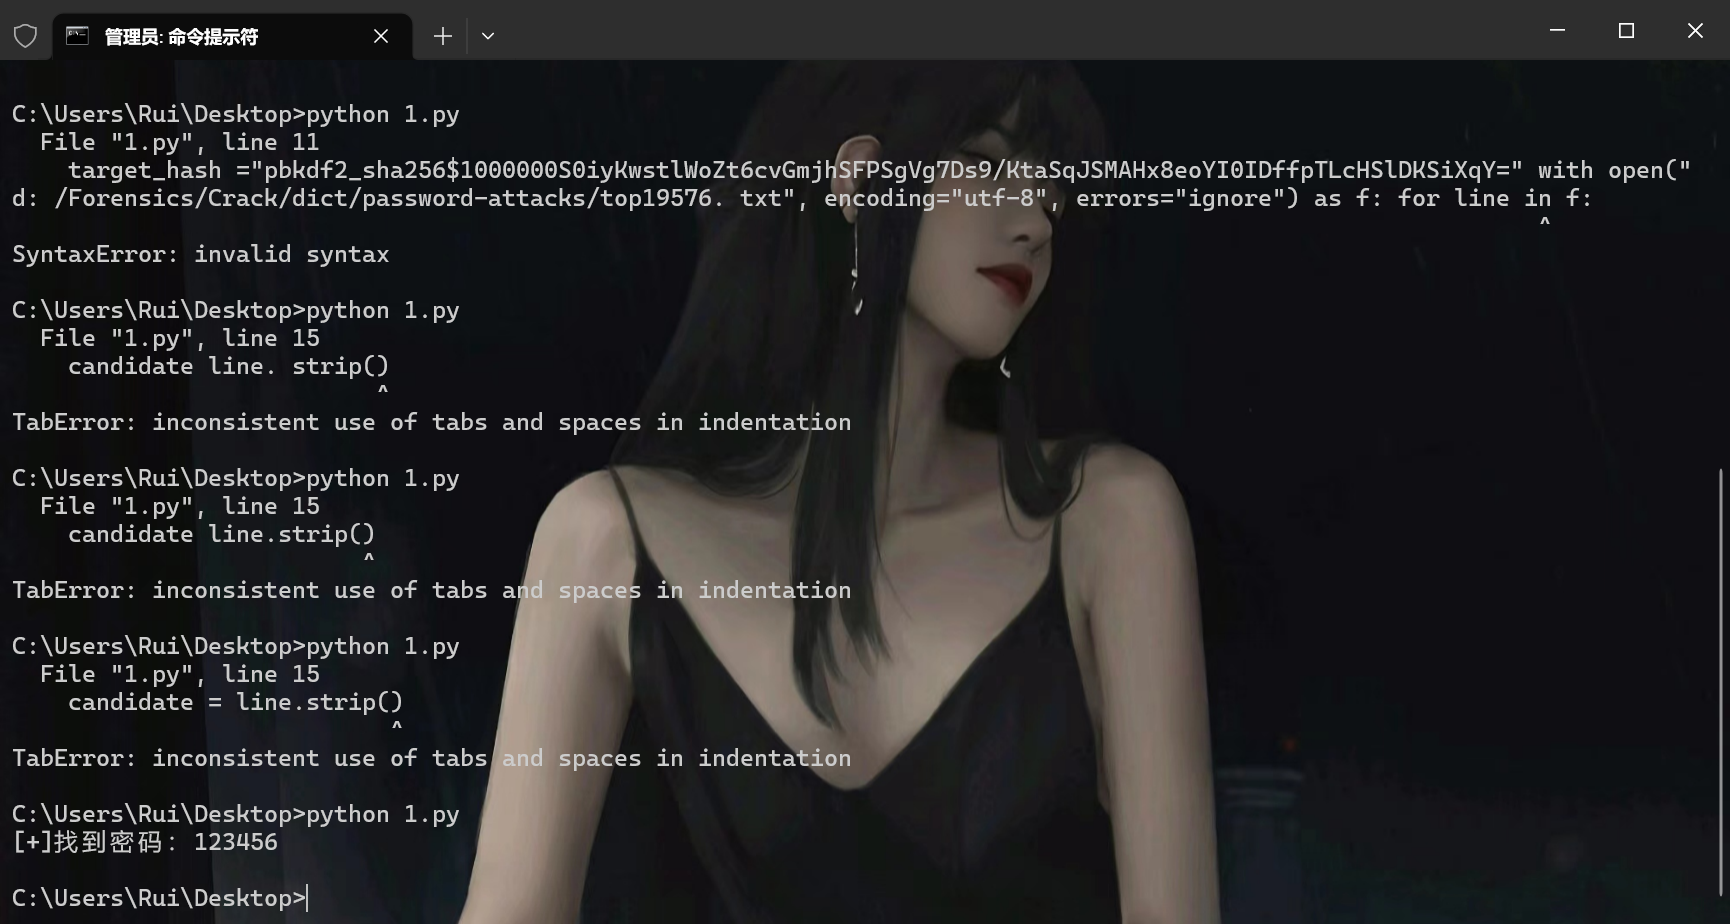 管理员: 命令提示符
C:\Users\Rui\Desktop>python 1.py
File "1.py", line 11
target_hash ="pbkdf2_sha256$1000000S0iyKwstlWoZt6cvGmjhSFPSgVg7Ds9/KtaSqJSMAHx8eoYI0IDffpTLcHSlDKSiXqY=" with open("
d: /Forensics/Crack/dict/password-attacks/top19576. txt", encoding="utf-8", errors="ignore") as f: for line in f:
^
SyntaxError: invalid syntax
C:\Users\Rui\Desktop>python 1.py
File "1.py", line 15
candidate line. strip()
^
TabError: inconsistent use of tabs and spaces in indentation
C:\Users\Rui\Desktop>python 1.py
File "1.py", line 15
candidate line.strip()
^
TabError: inconsistent use of tabs and spaces in indentation
C:\Users\Rui\Desktop>python 1.py
File "1.py", line 15
candidate = line.strip()
^
TabError: inconsistent use of tabs and spaces in indentation
C:\Users\Rui\Desktop>python 1.py
[+]找到密码: 123456
C:\Users\Rui\Desktop>